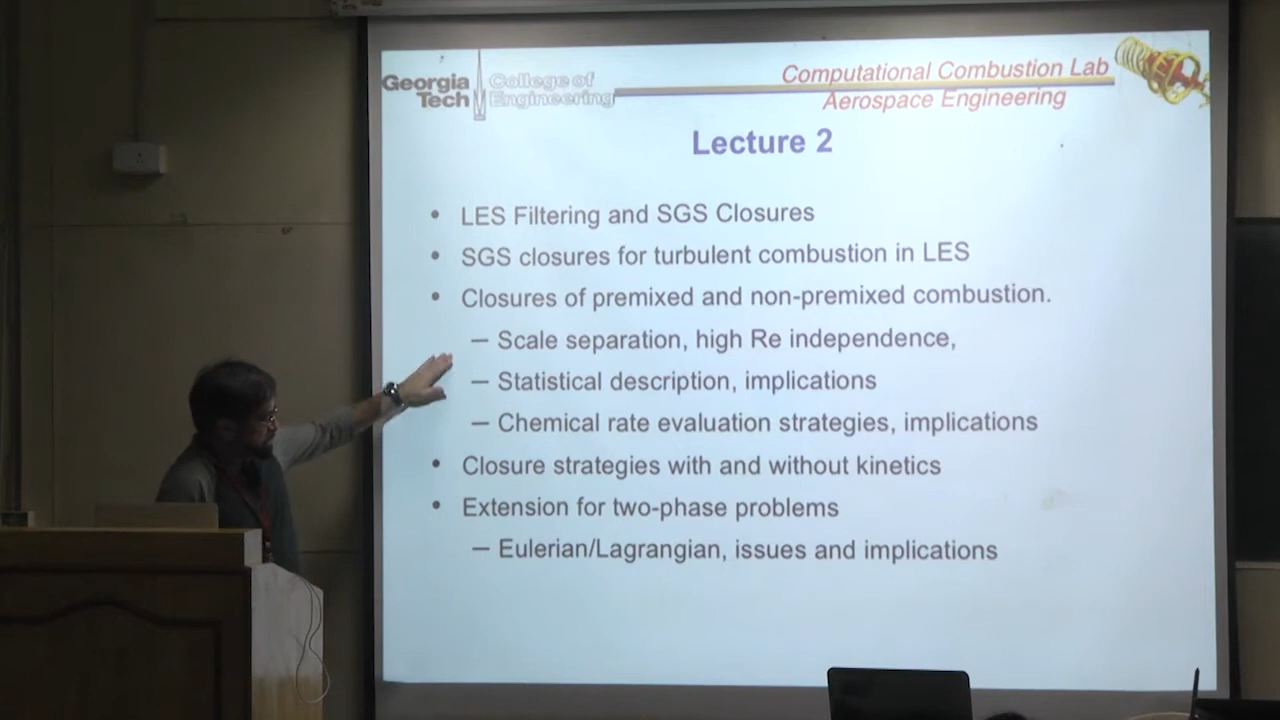 Georgia Tech
College of Engineering
Computational Combustion Lab
Aerospace Engineering
Lecture 2
• LES Filtering and SGS Closures
• SGS closures for turbulent combustion in LES
• Closures of premixed and non-premixed combustion.
– Scale separation, high Re independence,
– Statistical description, implications
– Chemical rate evaluation strategies, implications
• Closure strategies with and without kinetics
• Extension for two-phase problems
– Eulerian/Lagrangian, issues and implications